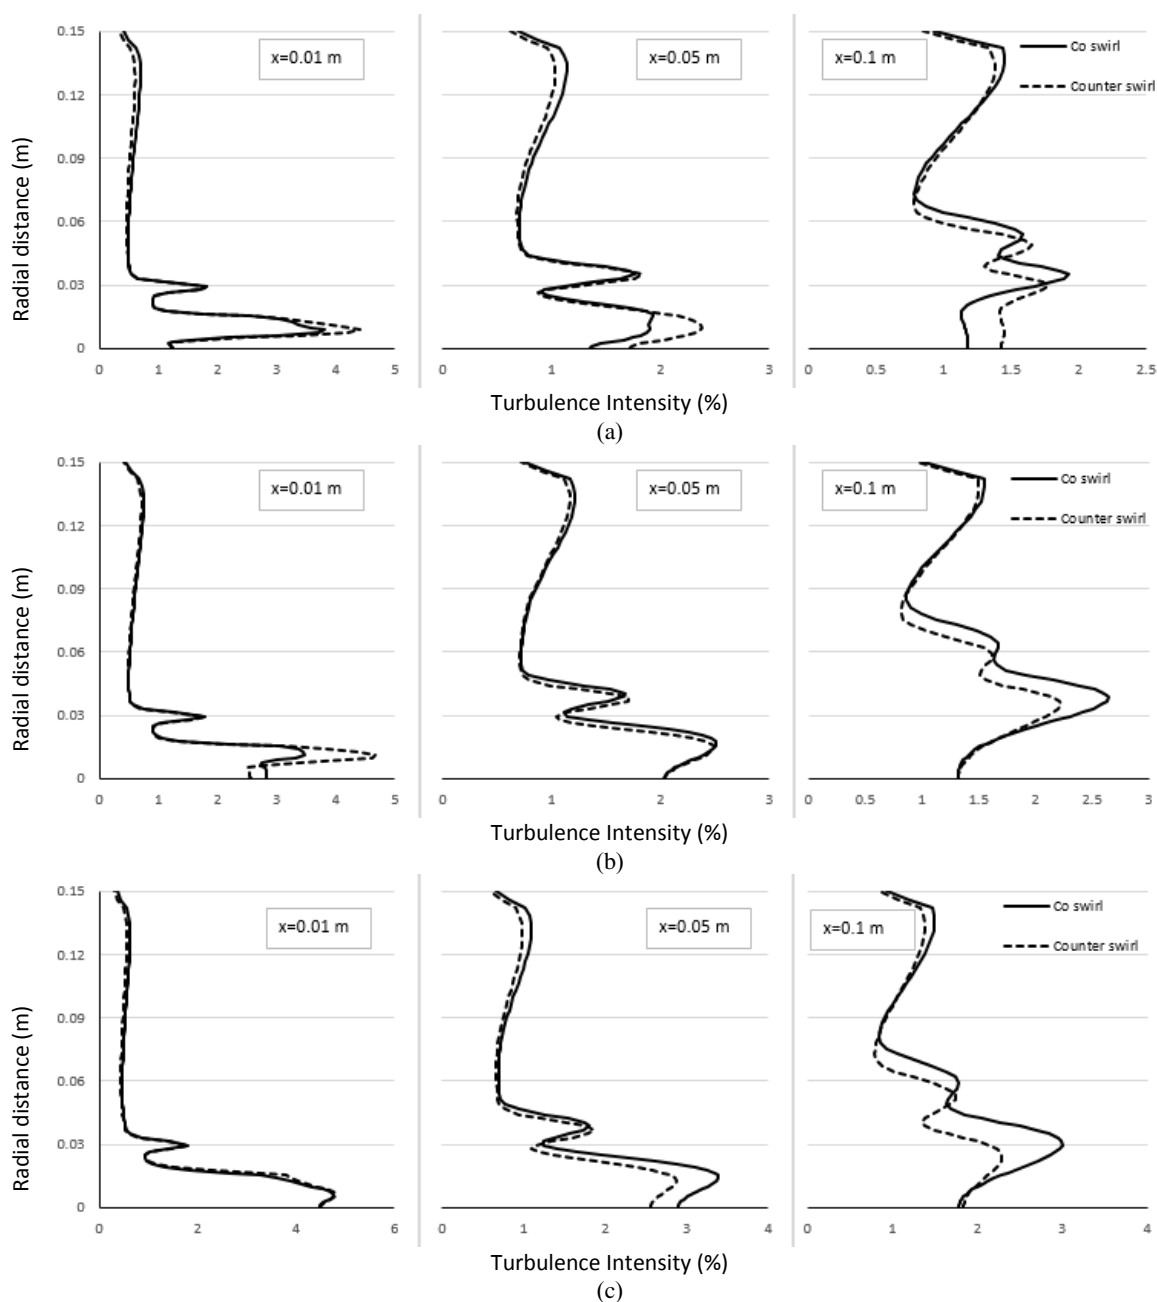 0.15
0.12
0.09
0.06
0.03
0
Radial distance (m)
x=0.01 m
x=0.05 m
x=0.1 m
Co swirl
Counter swirl
0 1 2 3 4 5
0 1 2 3
0 0.5 1 1.5 2 2.5
Turbulence Intensity (%)
(a)
0.15
0.12
0.09
0.06
0.03
0
Radial distance (m)
x=0.01 m
x=0.05 m
x=0.1 m
Co swirl
Counter swirl
0 1 2 3 4 5
0 1 2 3
0 0.5 1 1.5 2 2.5 3
Turbulence Intensity (%)
(b)
0.15
0.12
0.09
0.06
0.03
0
Radial distance (m)
x=0.01 m
x=0.05 m
x=0.1 m
Co swirl
Counter swirl
0 2 4 6
0 1 2 3 4
0 1 2 3 4
Turbulence Intensity (%)
(c)